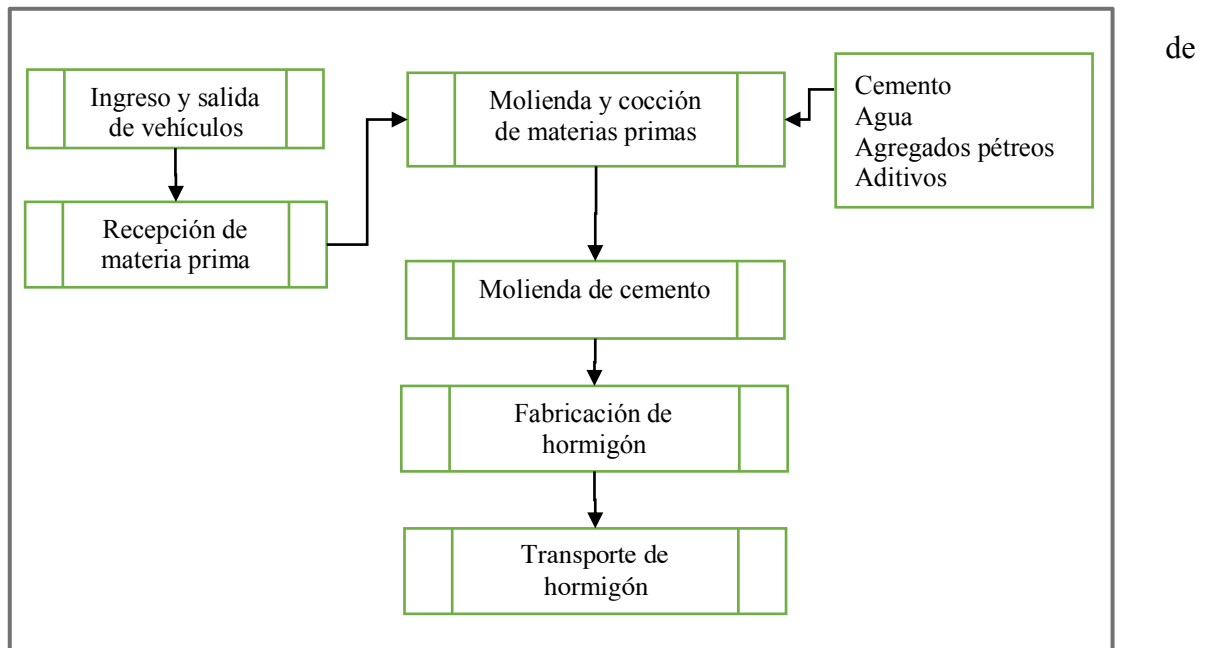 de
Ingreso y salida
de vehículos
Recepción de
materia prima
Molienda y cocción
de materias primas
Cemento
Agua
Agregados pétreos
Aditivos
Molienda de cemento
Fabricación de
hormigón
Transporte de
hormigón